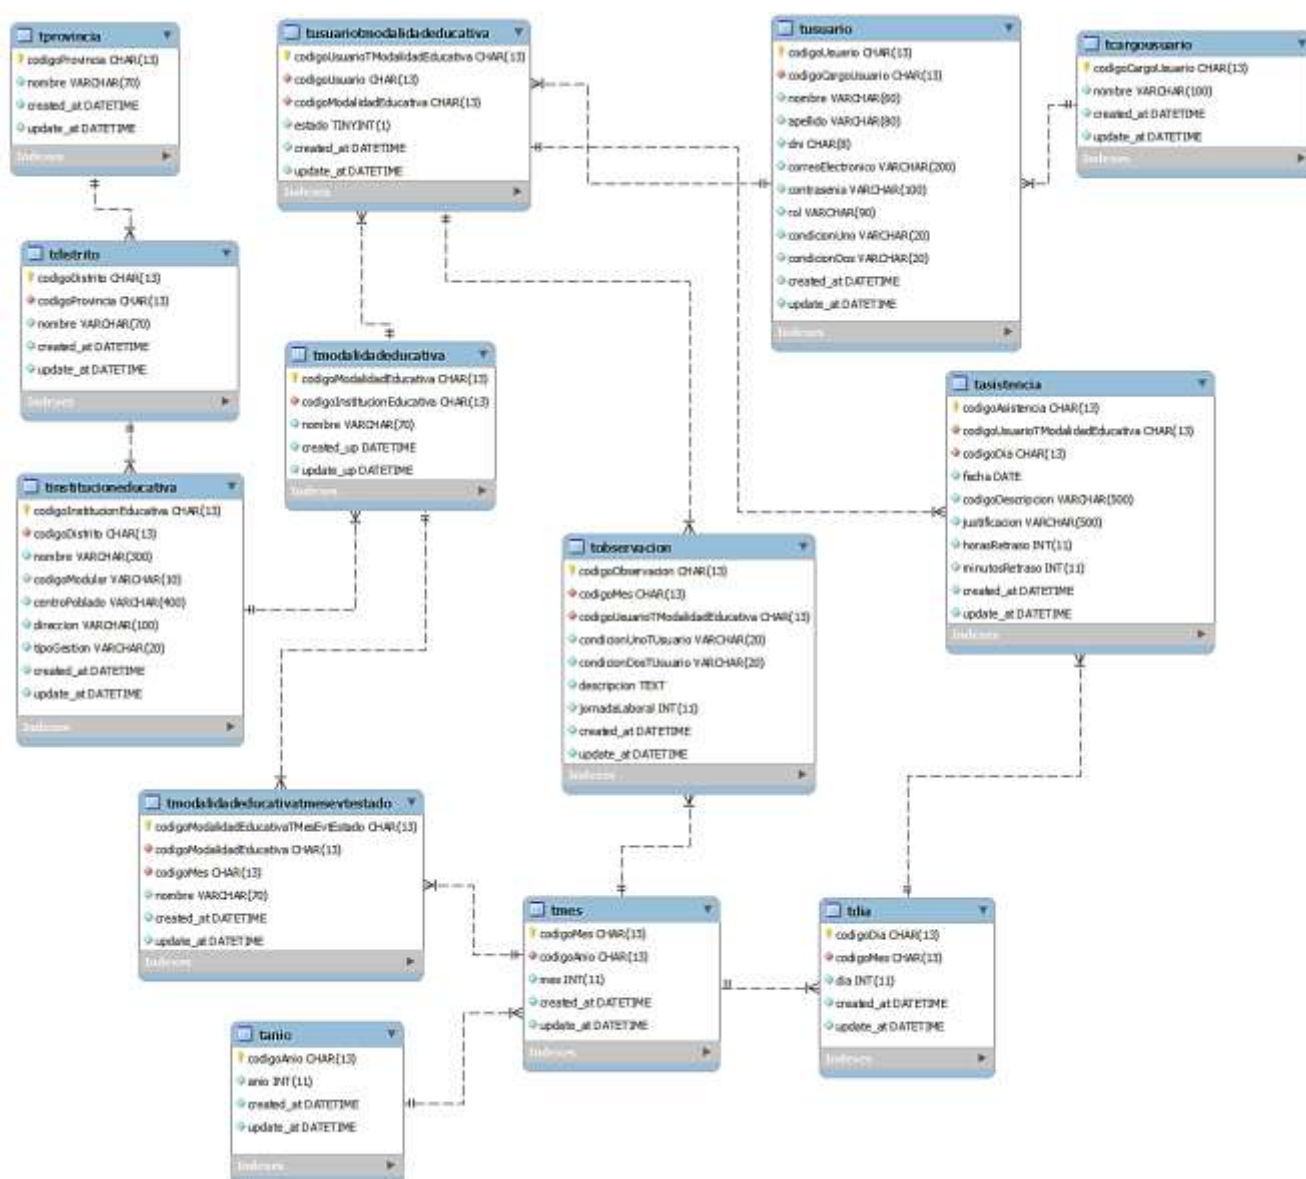 tprovincia
codigoProvincia CHAR(13)
nombre VARCHAR(70)
created_at DATETIME
update_at DATETIME
Indexes
tusuariotmodalidadeducativa
codigoUsuarioTModalidadEducativa CHAR(13)
codigoUsuario CHAR(13)
codigoModalidadEducativa CHAR(13)
estado TINYINT(1)
created_at DATETIME
update_at DATETIME
Indexes
tusuario
codigoUsuario CHAR(13)
codigoCargoUsuario CHAR(13)
nombre VARCHAR(60)
apellido VARCHAR(80)
dni CHAR(8)
correoElectronico VARCHAR(200)
contrasenia VARCHAR(100)
rol VARCHAR(90)
condicionUno VARCHAR(20)
condicionDos VARCHAR(20)
created_at DATETIME
update_at DATETIME
Indexes
tcargousuario
codigoCargoUsuario CHAR(13)
nombre VARCHAR(100)
created_at DATETIME
update_at DATETIME
Indexes
tdistrito
codigoDistrito CHAR(13)
codigoProvincia CHAR(13)
nombre VARCHAR(70)
created_at DATETIME
update_at DATETIME
Indexes
tmodalidadeducativa
codigoModalidadEducativa CHAR(13)
codigoInstitucionEducativa CHAR(13)
nombre VARCHAR(70)
created_up DATETIME
update_up DATETIME
Indexes
tasistencia
codigoAsistencia CHAR(13)
codigoUsuarioTModalidadEducativa CHAR(13)
codigoDia CHAR(13)
fecha DATE
codigoDescripcion VARCHAR(500)
justificacion VARCHAR(500)
horasRetraso INT(11)
minutosRetraso INT(11)
created_at DATETIME
update_at DATETIME
Indexes
tinstitucioneducativa
codigoInstitucionEducativa CHAR(13)
codigoDistrito CHAR(13)
nombre VARCHAR(300)
codigoModular VARCHAR(10)
centroPoblado VARCHAR(400)
direccion VARCHAR(100)
tipoGestion VARCHAR(20)
created_at DATETIME
update_at DATETIME
Indexes
tobservacion
codigoObservacion CHAR(13)
codigoMes CHAR(13)
codigoUsuarioTModalidadEducativa CHAR(13)
condicionUnoTUsuario VARCHAR(20)
condicionDosTUsuario VARCHAR(20)
descripcion TEXT
jornadaLaboral INT(11)
created_at DATETIME
update_at DATETIME
Indexes
tmodalidadeducativatmesevtestado
codigoModalidadEducativaTMesEvtEstado CHAR(13)
codigoModalidadEducativa CHAR(13)
codigoMes CHAR(13)
nombre VARCHAR(70)
created_at DATETIME
update_at DATETIME
Indexes
tmes
codigoMes CHAR(13)
codigoAnio CHAR(13)
mes INT(11)
created_at DATETIME
update_at DATETIME
Indexes
tdia
codigoDia CHAR(13)
codigoMes CHAR(13)
dia INT(11)
created_at DATETIME
update_at DATETIME
Indexes
tanio
codigoAnio CHAR(13)
anio INT(11)
created_at DATETIME
update_at DATETIME
Indexes